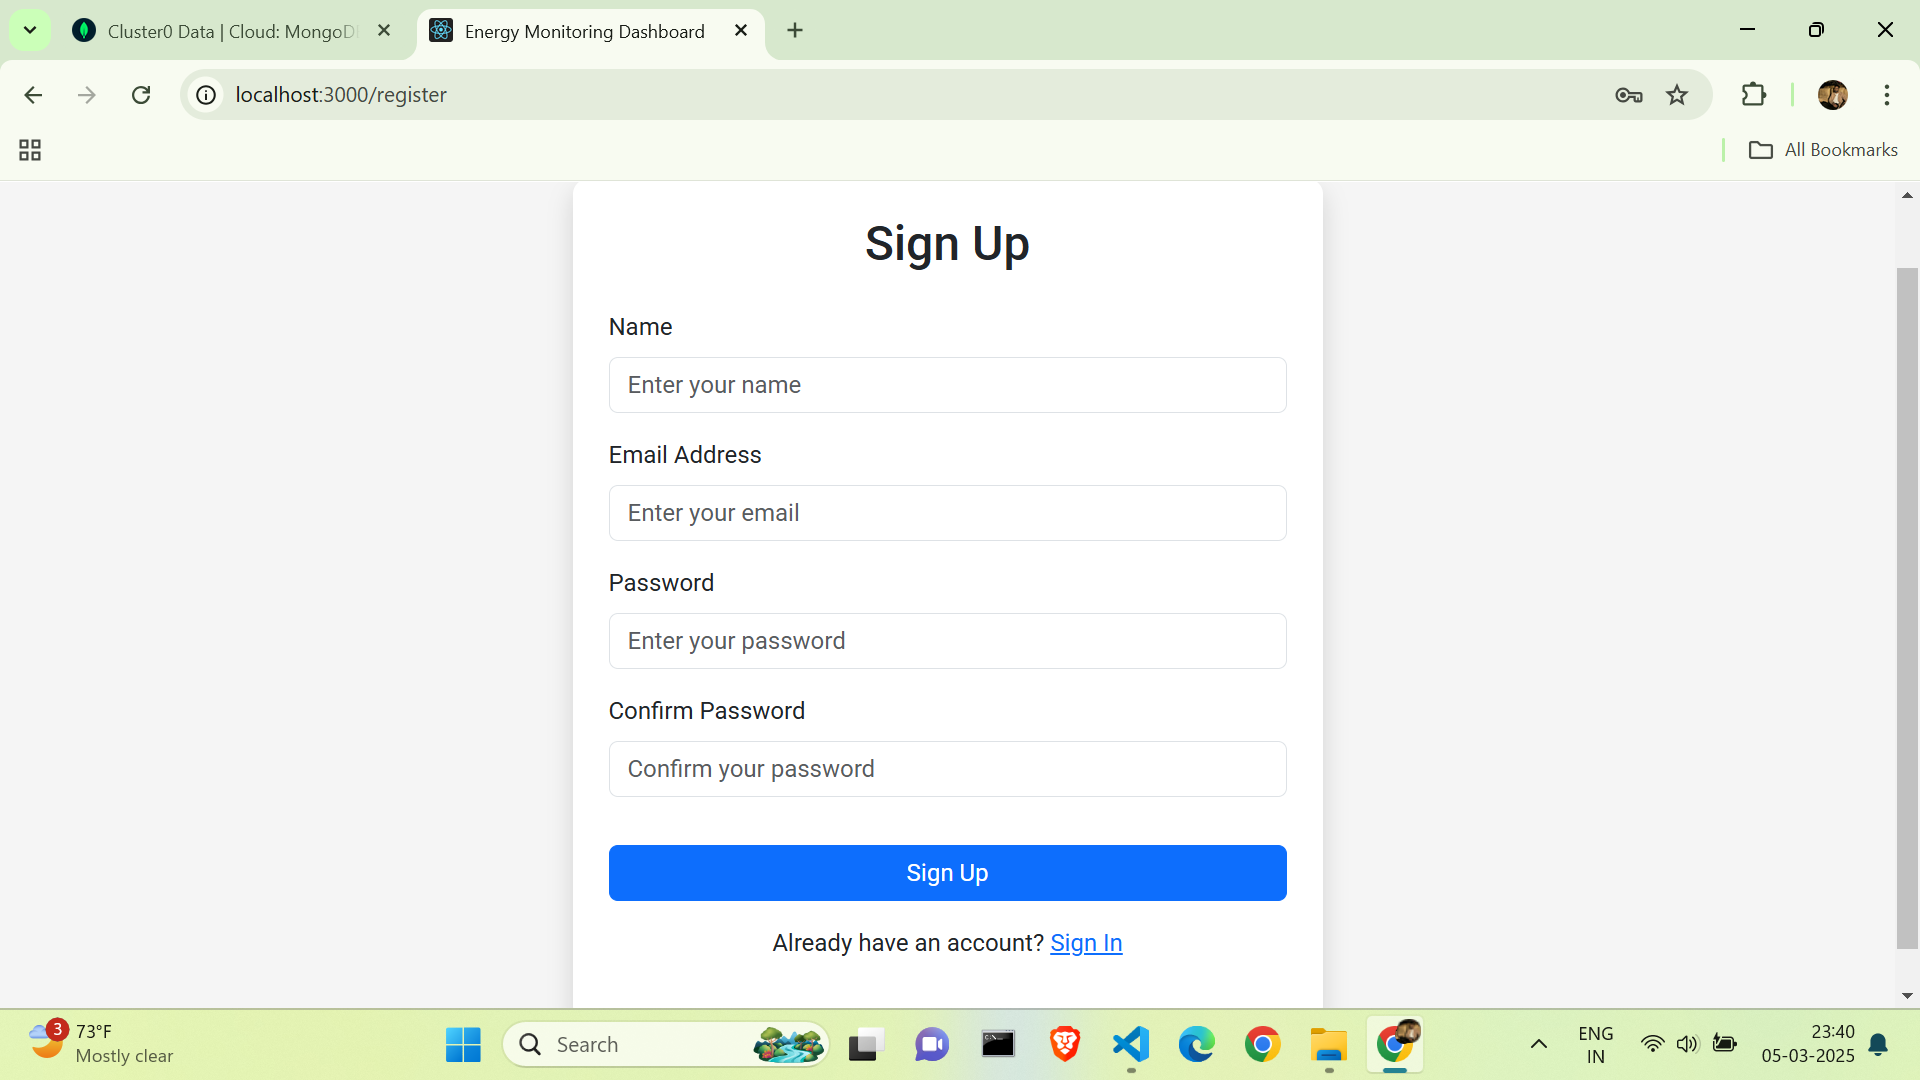 Cluster0 Data | Cloud: MongoD
Energy Monitoring Dashboard
localhost:3000/register
All Bookmarks
Sign Up
Name
Enter your name
Email Address
Enter your email
Password
Enter your password
Confirm Password
Confirm your password
Sign Up
Already have an account? Sign In
3
73°F
Mostly clear
Search
ENG
IN
23:40
05-03-2025